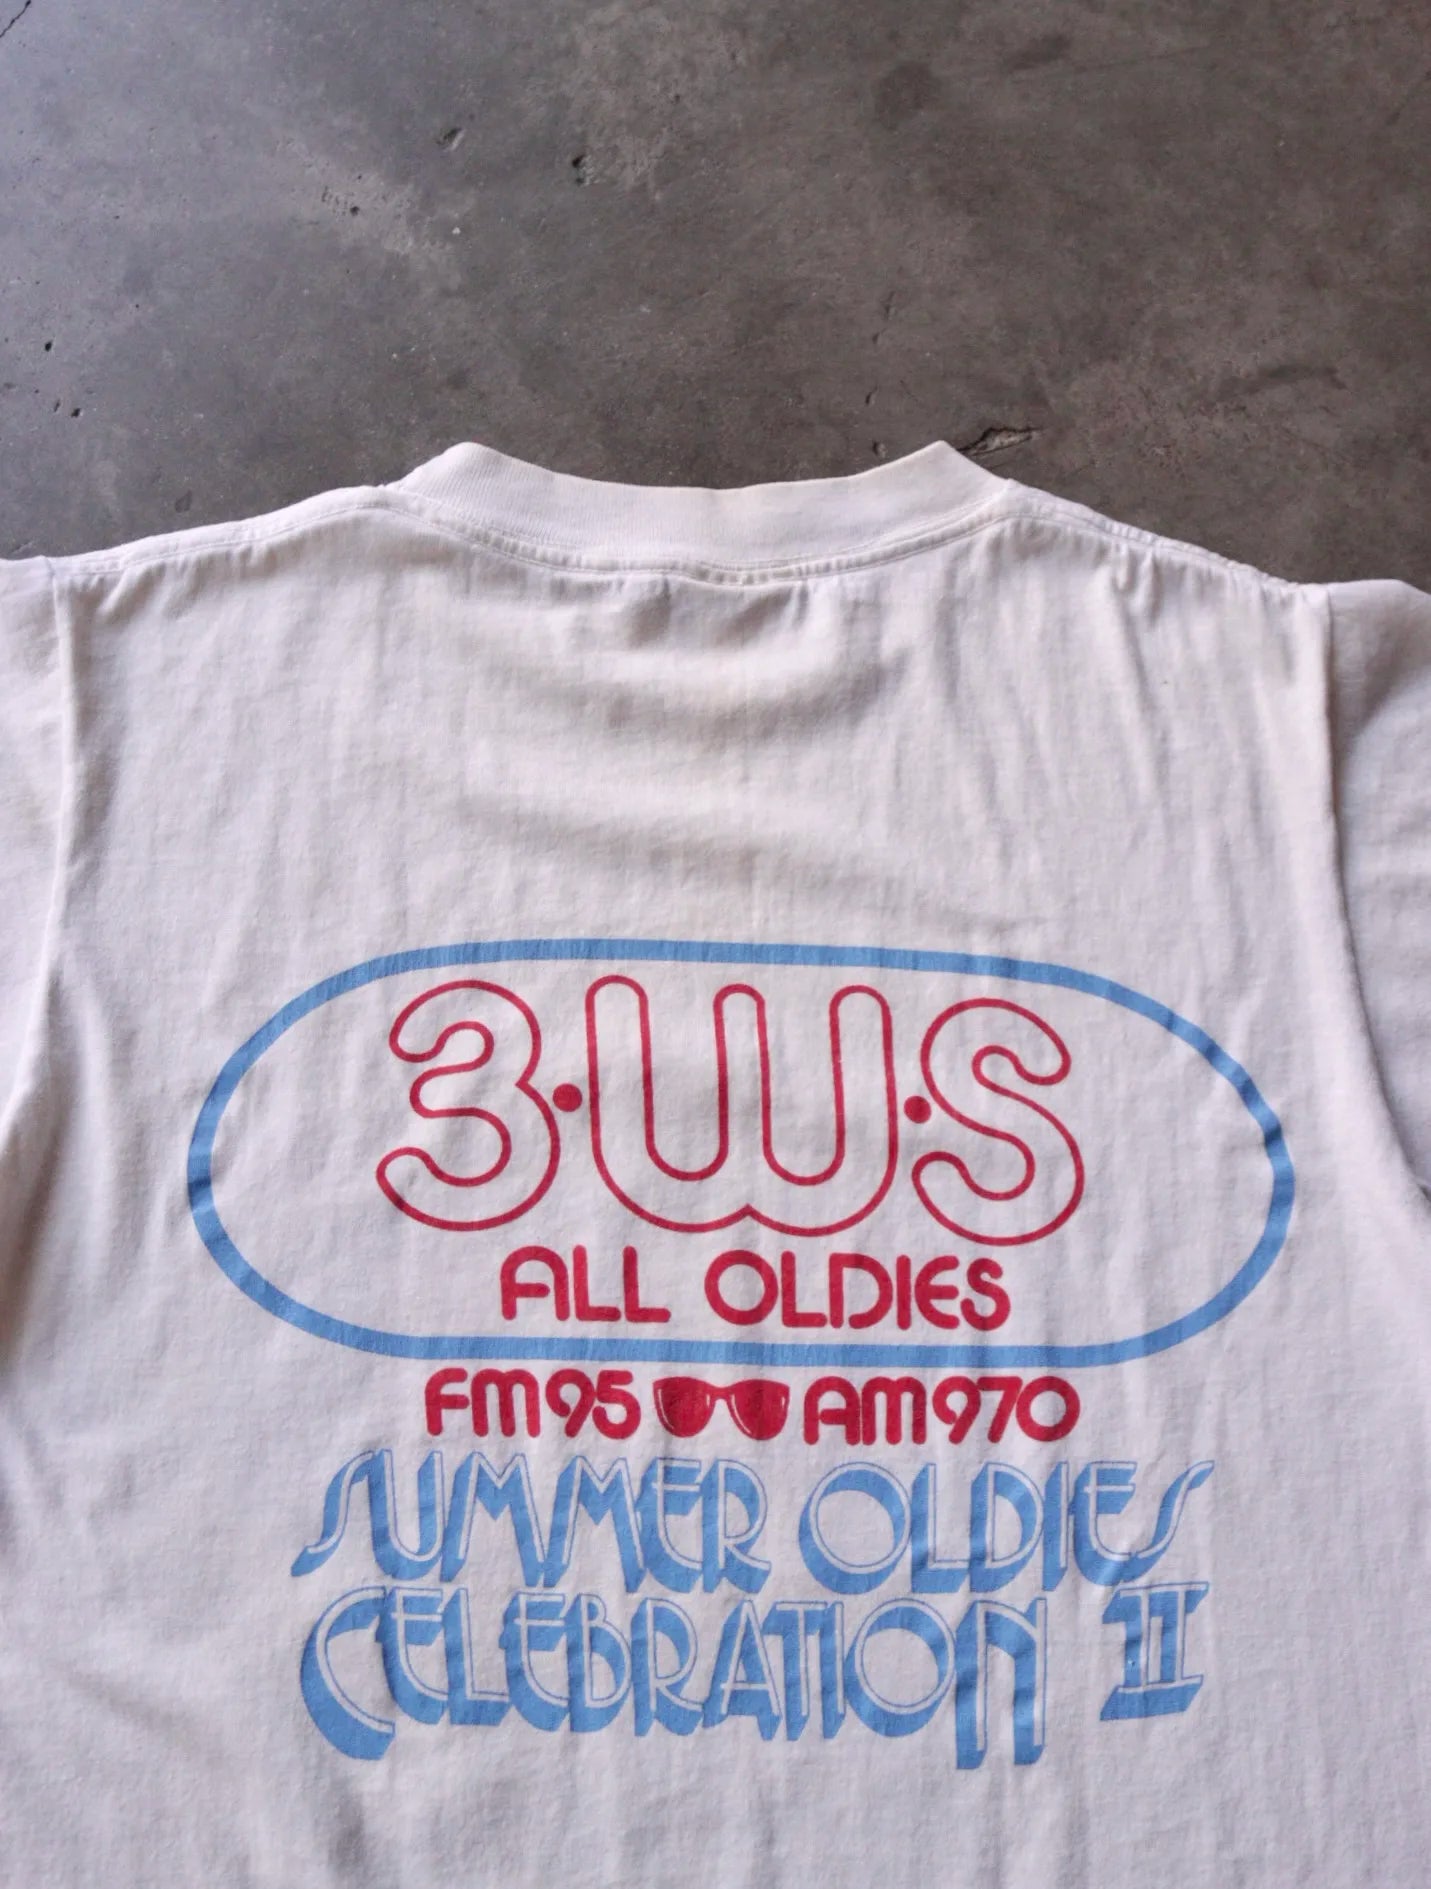 3·W·S
ALL OLDIES
FM95 AM970
SUMMER OLDIES
CELEBRATION II